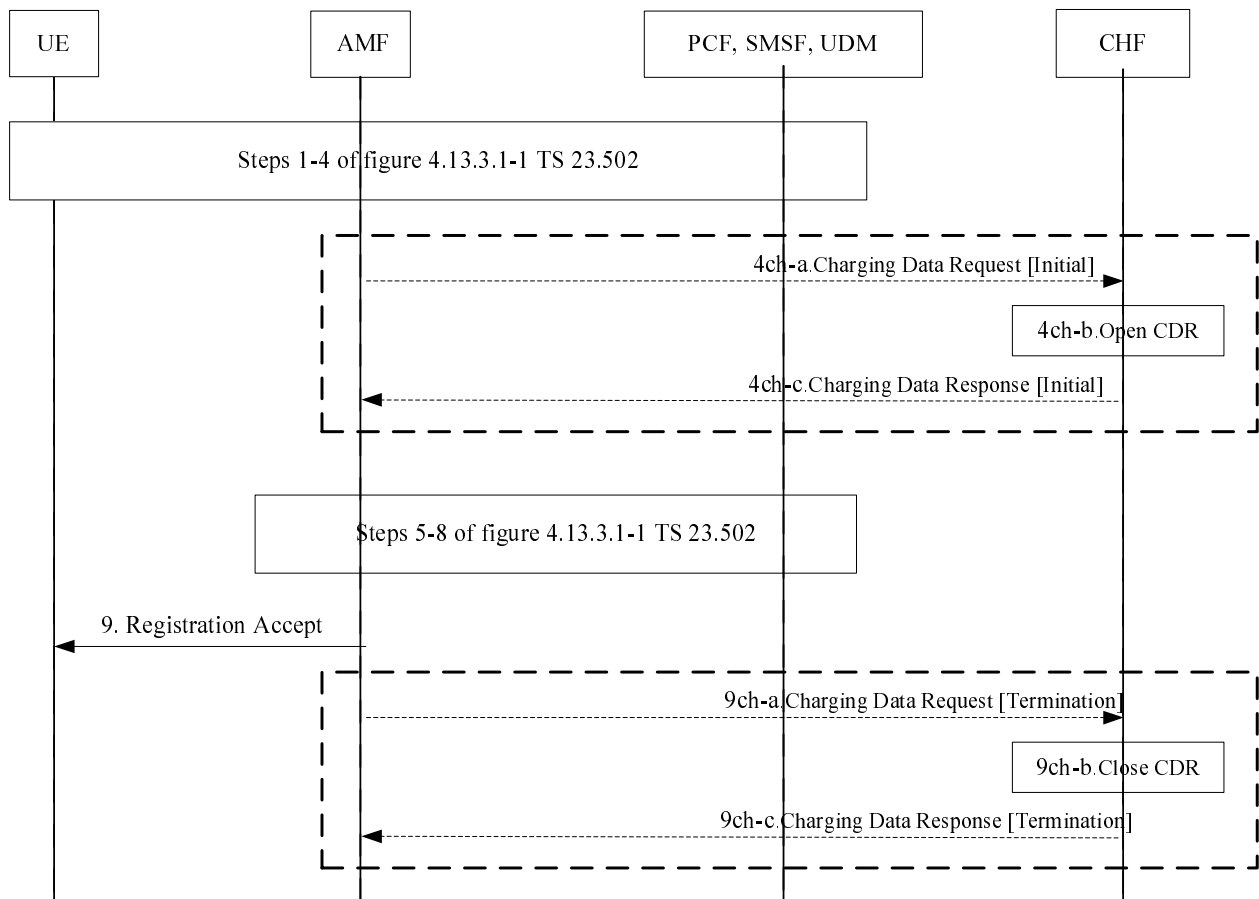 UE
AMF
PCF, SMSF, UDM
CHF
Steps 1-4 of figure 4.13.3.1-1 TS 23.502
4ch-a.Charging Data Request [Initial]
4ch-b.Open CDR
4ch-c.Charging Data Response [Initial]
Steps 5-8 of figure 4.13.3.1-1 TS 23.502
9. Registration Accept
9ch-a.Charging Data Request [Termination]
9ch-b.Close CDR
9ch-c.Charging Data Response [Termination]